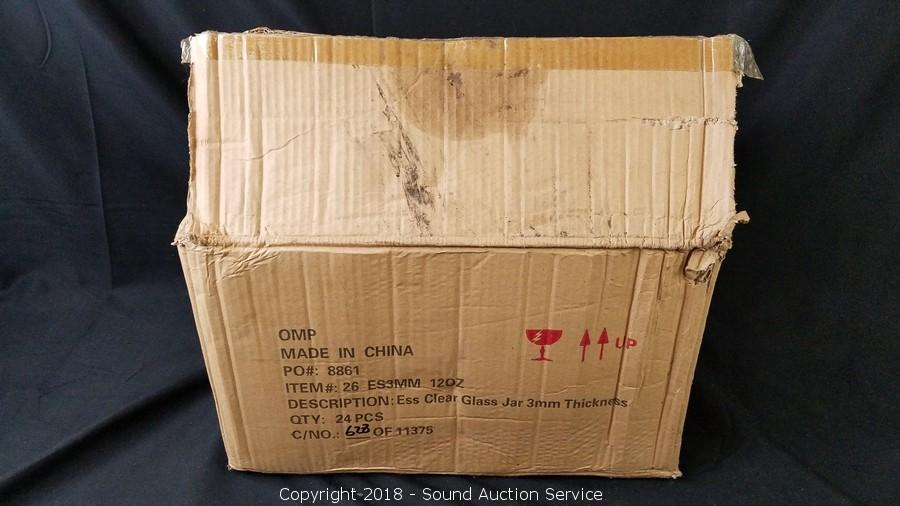 OMP
MADE IN CHINA
PO#: 8861
ITEM#: 26 ES3MM 12OZ
DESCRIPTION: Ess Clear Glass Jar 3mm Thickness
QTY: 24 PCS
C/NO.: 628 OF 11375
UP
Copyright 2018 - Sound Auction Service